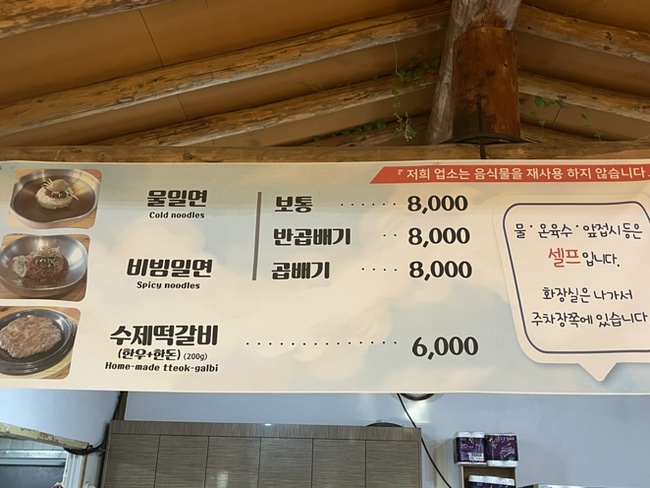 『 저희 업소는 음식물을 재사용 하지 않습니다.
물일면
Cold noodles
비빔일면
Spicy noodles
보통 ······ 8,000
반곱배기 ·· 8,000
곱배기 ···· 8,000
수제떡갈비
(한우+한돈) (200g)
Home-made tteok-galbi
6,000
물·온육수·앞접시등은
셀프입니다.
화장실은 나가서
주차장쪽에 있습니다